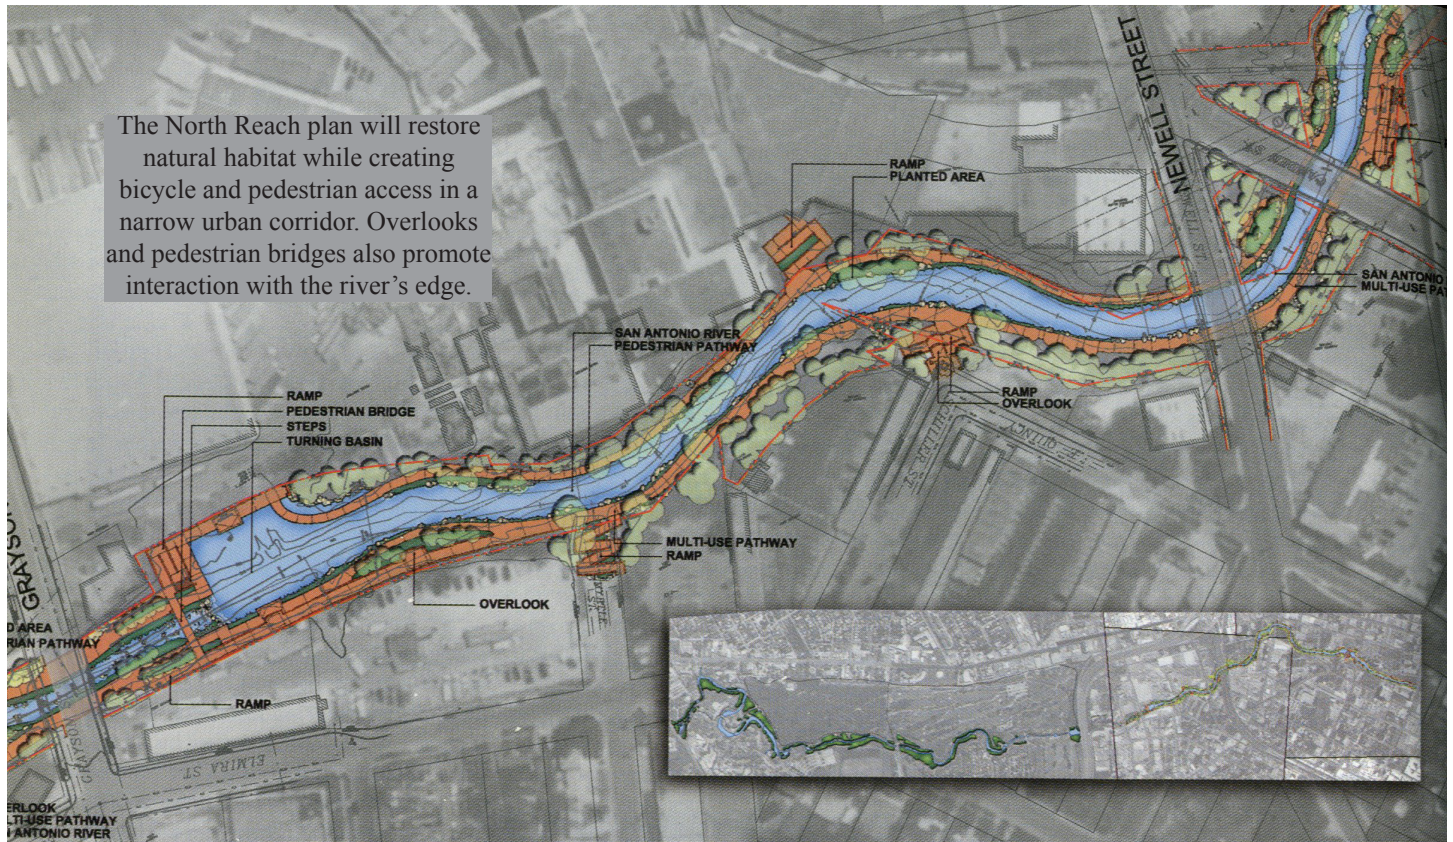 The North Reach plan will restore
natural habitat while creating
bicycle and pedestrian access in a
narrow urban corridor. Overlooks
and pedestrian bridges also promote
interaction with the river's edge.
NEWELL STREET
RAMP
PLANTED AREA
SAN ANTONIO
MULTI-USE PAT
SAN ANTONIO RIVER
PEDESTRIAN PATHWAY
RAMP
OVERLOOK
RAMP
PEDESTRIAN BRIDGE
STEPS
TURNING BASIN
MULTI-USE PATHWAY
RAMP
OVERLOOK
GRAYSON
D AREA
RIAN PATHWAY
RAMP
GRAYSON
ELMIRA ST
ERLOOK
LTI-USE PATHWAY
N ANTONIO RIVER